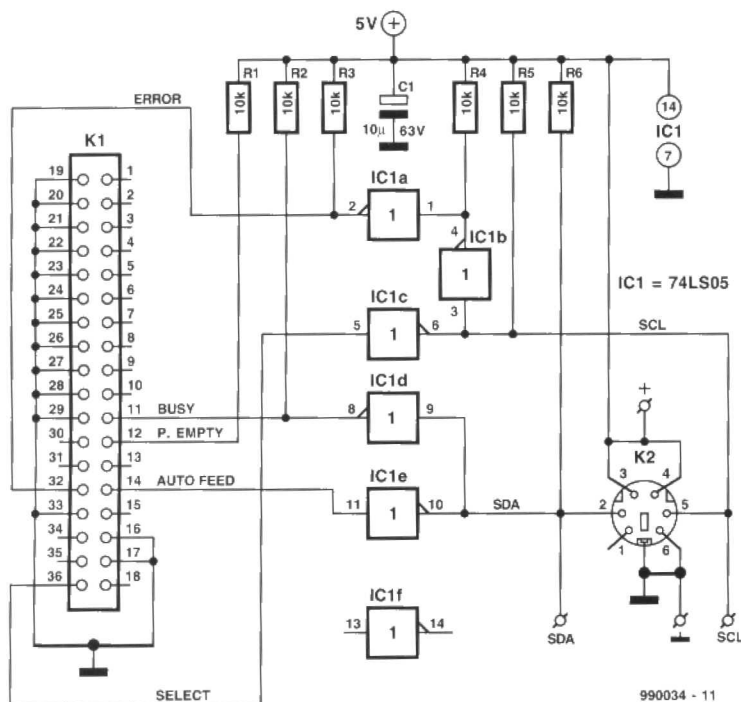 5V +
R1 R2 R3 R4 R5 R6
10k 10k 10k 10k 10k 10k
C1
10µ 63V
14
IC1
7
ERROR
K1
19 1
20 2
21 3
22 4
23 5
24 6
25 7
26 8
27 9
28 10
29 11 BUSY
30 12 P. EMPTY
31 13
32 14 AUTO FEED
33 15
34 16
35 17
36 18
IC1a
2 1 1
IC1b
4
1
3
IC1 = 74LS05
IC1c
5 1 6
SCL
IC1d
8 1 9
IC1e
11 1 10
SDA
+
K2
3 4
2 5
1 6
IC1f
13 1 14
SDA
SCL
SELECT
990034 - 11